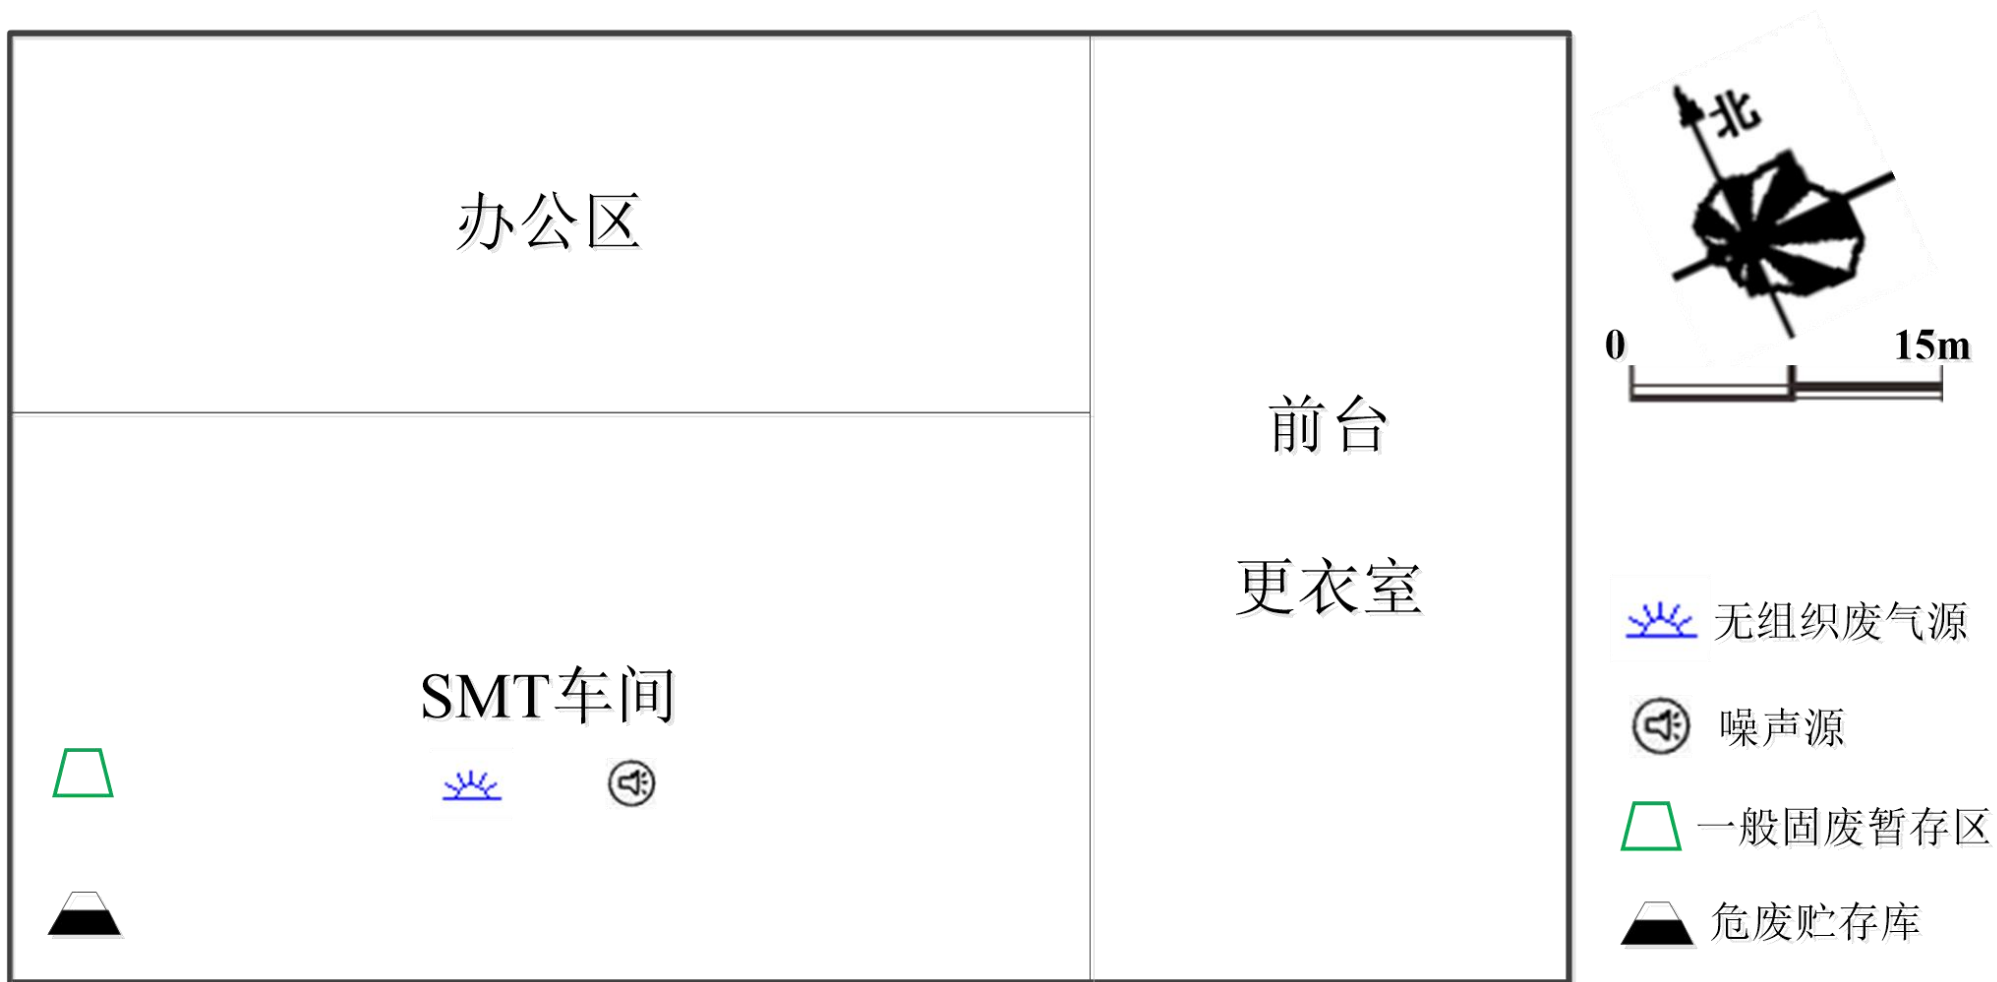 办公区
前台
更衣室
SMT车间
北
0 15m
无组织废气源
噪声源
一般固废暂存区
危废贮存库